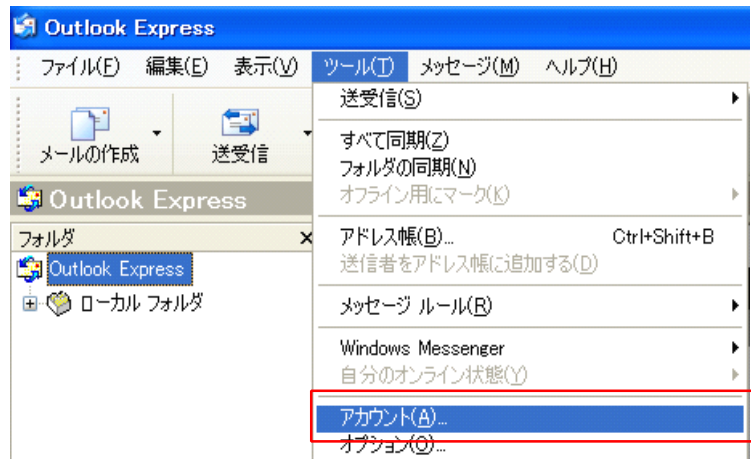 Outlook Express
ファイル(F) 編集(E) 表示(V) ツール(T) メッセージ(M) ヘルプ(H)
メールの作成 送受信
Outlook Express
フォルダ
Outlook Express
ローカル フォルダ
送受信(S)
すべて同期(Z)
フォルダの同期(N)
オフライン用にマーク(K)
アドレス帳(B)... Ctrl+Shift+B
送信者をアドレス帳に追加する(D)
メッセージ ルール(R)
Windows Messenger
自分のオンライン状態(Y)
アカウント(A)...
オプション(O)...